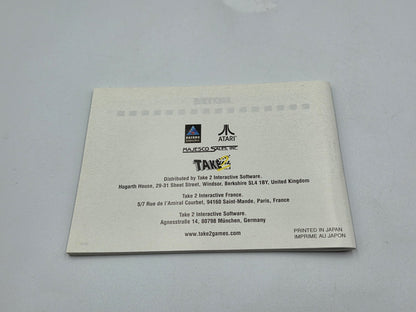 ATARI
MAJESCO SALES, INC
TAKE 2
Distributed by Take 2 Interactive Software.
Hogarth House, 29-31 Sheet Street, Windsor, Berkshire SL4 1BY, United Kingdom
Take 2 Interactive France.
5/7 Rue de l'Amiral Courbet, 94160 Saint-Mande, Paris, France
Take 2 Interactive Software.
Agnesstraße 14, 80798 München, Germany
www.take2games.com
PRINTED IN JAPAN
IMPRIME AU JAPON